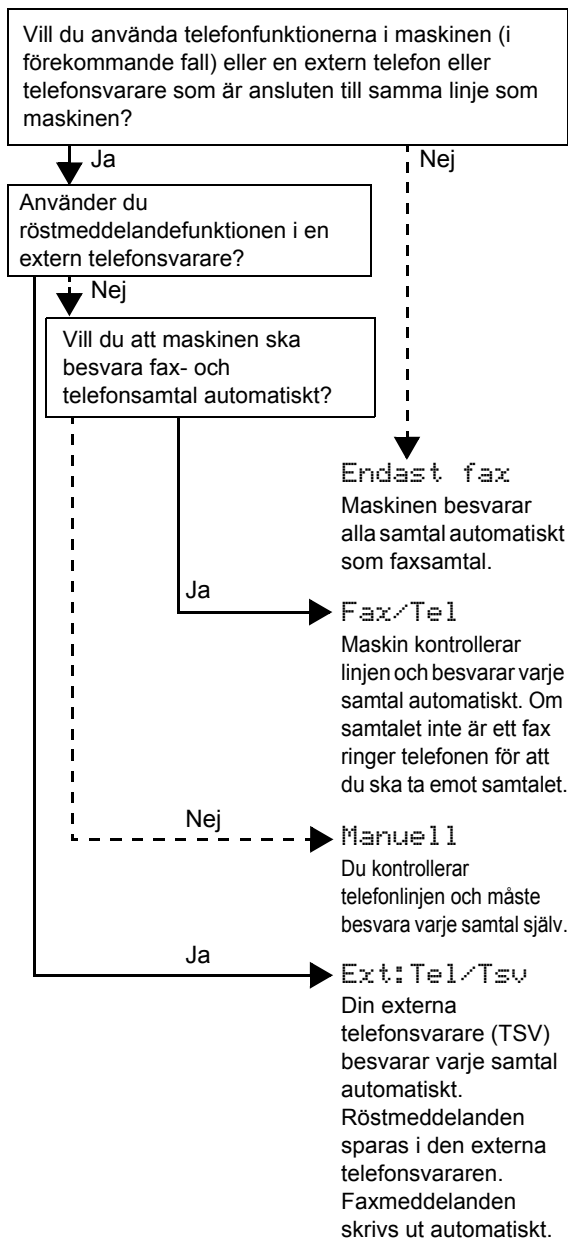 Vill du använda telefonfunktionerna i maskinen (i
förekommande fall) eller en extern telefon eller
telefonsvarare som är ansluten till samma linje som
maskinen?
Ja
Nej
Använder du
röstmeddelandefunktionen i en
extern telefonsvarare?
Nej
Vill du att maskinen ska
besvara fax- och
telefonsamtal automatiskt?
Endast fax
Maskinen besvarar
alla samtal automatiskt
som faxsamtal.
Ja
Fax/Tel
Maskin kontrollerar
linjen och besvarar varje
samtal automatiskt. Om
samtalet inte är ett fax
ringer telefonen för att
du ska ta emot samtalet.
Nej
Manuell
Du kontrollerar
telefonlinjen och måste
besvara varje samtal själv.
Ja
Ext:Tel/Tsv
Din externa
telefonsvarare (TSV)
besvarar varje samtal
automatiskt.
Röstmeddelanden
sparas i den externa
telefonsvararen.
Faxmeddelanden
skrivs ut automatiskt.